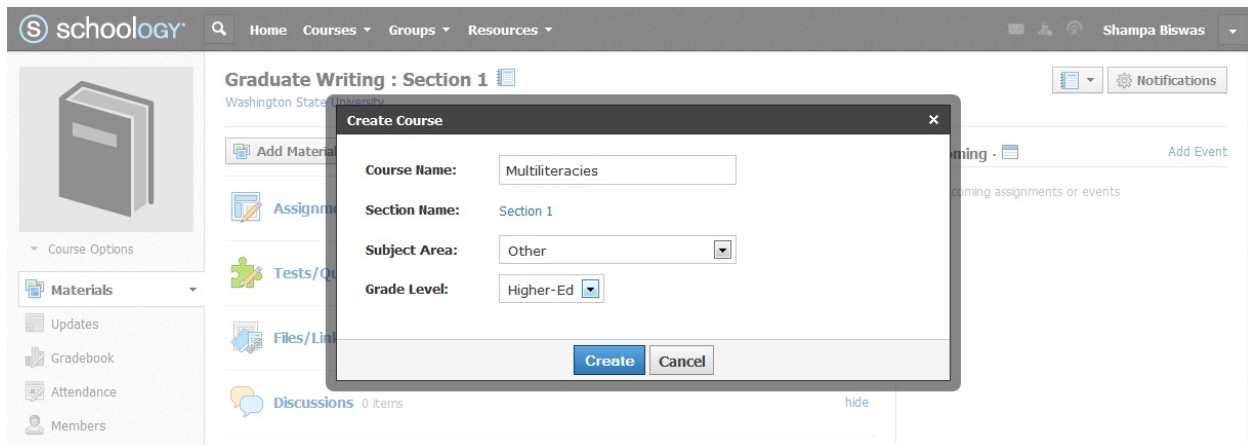 schoology Home Courses Groups Resources Shampa Biswas
Graduate Writing : Section 1
Notifications
Washington State University
Create Course
Add Materia
ming ·
Add Event
Course Name: Multiliteracies
coming assignments or events
Section Name: Section 1
Assignm
Course Options
Subject Area: Other
Tests/Qu
Grade Level: Higher-Ed
Materials
Updates
Files/Lin
Gradebook
Create Cancel
Attendance
Discussions 0 items hide
Members